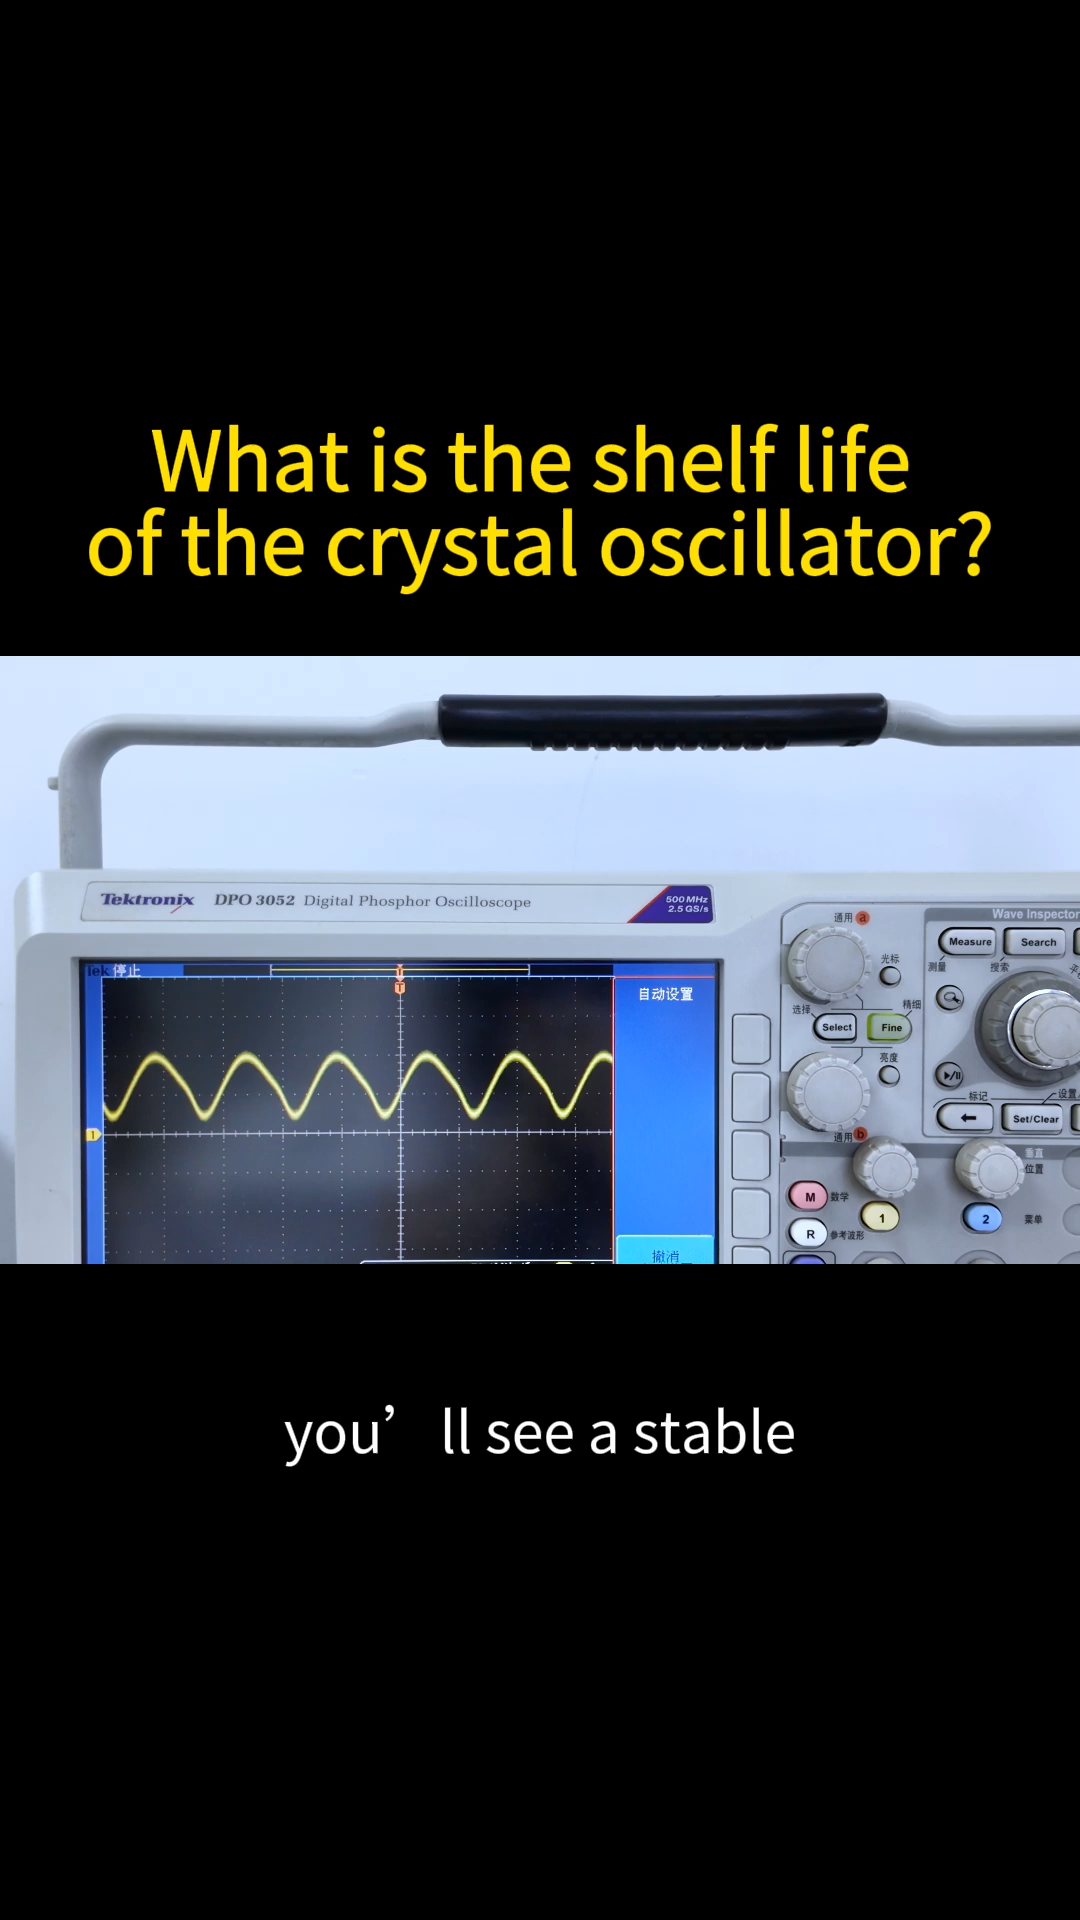 What is the shelf life
of the crystal oscillator?
Tektronix DPO 3052 Digital Phosphor Oscilloscope
500 MHz
2.5 GS/s
通用 a
Wave Inspector
Measure Search
测量 搜索
光标
停止
自动设置
选择 精细
Select Fine
亮度
标记 设置
Set/Clear
通用 b
垂直
位置
M 数学
1 2 菜单
R 参考波形
1
撤消
you’ll see a stable